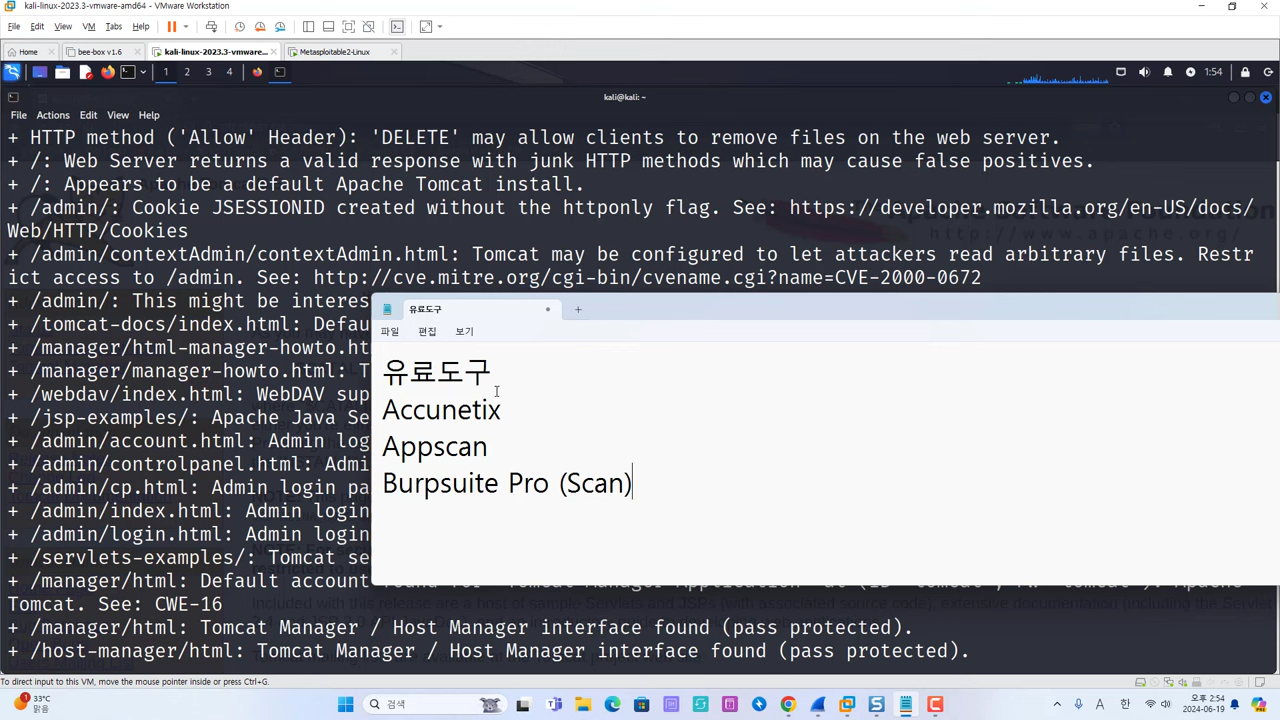 kali-linux-2023.3-vmware-amd64 - VMware Workstation
File Edit View VM Tabs Help
Home bee-box v1.6 kali-linux-2023.3-vmware... Metasploitable2-Linux
1 2 3 4 1:54
kali@kali: ~
File Actions Edit View Help
+ HTTP method ('Allow' Header): 'DELETE' may allow clients to remove files on the web server.
+ /: Web Server returns a valid response with junk HTTP methods which may cause false positives.
+ /: Appears to be a default Apache Tomcat install.
+ /admin/: Cookie JSESSIONID created without the httponly flag. See: https://developer.mozilla.org/en-US/docs/
Web/HTTP/Cookies
+ /admin/contextAdmin/contextAdmin.html: Tomcat may be configured to let attackers read arbitrary files. Restr
ict access to /admin. See: http://cve.mitre.org/cgi-bin/cvename.cgi?name=CVE-2000-0672
+ /admin/: This might be interes
+ /tomcat-docs/index.html: Defau
+ /manager/html-manager-howto.ht
+ /manager/manager-howto.html: T
+ /webdav/index.html: WebDAV sup
+ /jsp-examples/: Apache Java Se
+ /admin/account.html: Admin log
+ /admin/controlpanel.html: Admi
+ /admin/cp.html: Admin login pa
+ /admin/index.html: Admin login
+ /admin/login.html: Admin login
+ /servlets-examples/: Tomcat se
+ /manager/html: Default account
Tomcat. See: CWE-16
+ /manager/html: Tomcat Manager / Host Manager interface found (pass protected).
+ /host-manager/html: Tomcat Manager / Host Manager interface found (pass protected).
유료도구
파일 편집 보기
유료도구
Accunetix
Appscan
Burpsuite Pro (Scan)
To direct input to this VM, move the mouse pointer inside or press Ctrl+G.
33°C
맑음
검색
A 한
오후 2:54
2024-06-19